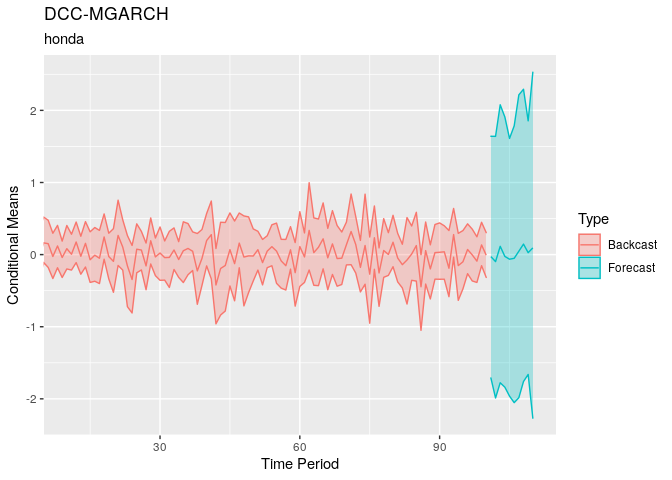 DCC-MGARCH
honda
Conditional Means
2
1
0
-1
-2
30
60
90
Time Period
Type
Backcast
Forecast